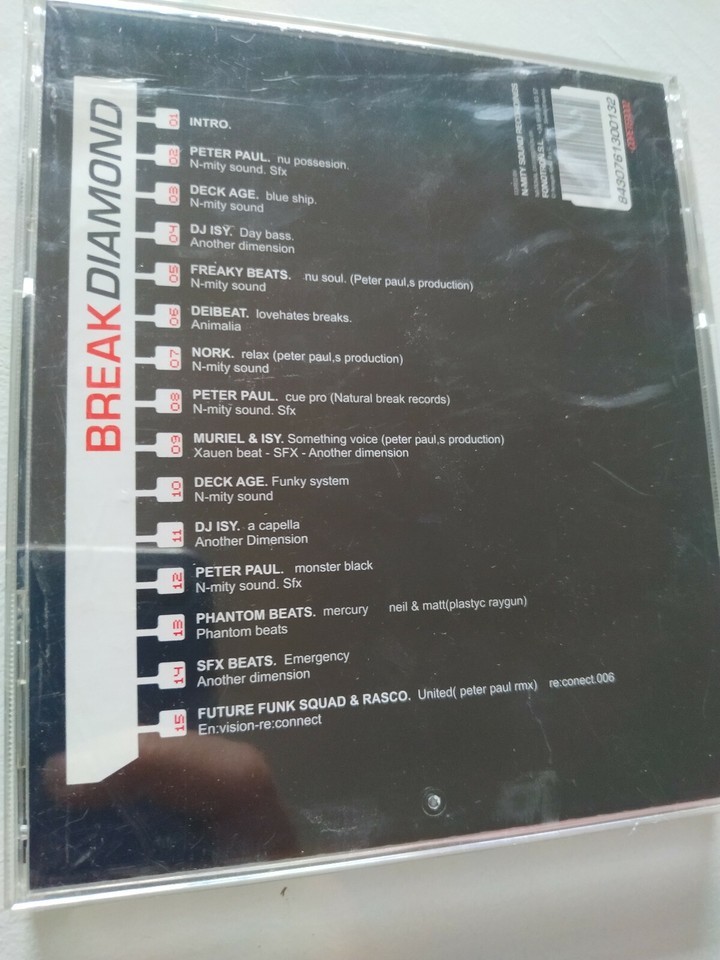 BREAKDIAMOND
01 INTRO.
02 PETER PAUL. nu possesion.
N-mity sound. Sfx
03 DECK AGE. blue ship.
N-mity sound
04 DJ ISY. Day bass.
Another dimension
05 FREAKY BEATS. nu soul. (Peter paul,s production)
N-mity sound
06 DEIBEAT. lovehates breaks.
Animalia
07 NORK. relax (peter paul,s production)
N-mity sound
08 PETER PAUL. cue pro (Natural break records)
N-mity sound. Sfx
09 MURIEL & ISY. Something voice (peter paul,s production)
Xauen beat - SFX - Another dimension
10 DECK AGE. Funky system
N-mity sound
11 DJ ISY. a capella
Another Dimension
12 PETER PAUL. monster black
N-mity sound. Sfx
13 PHANTOM BEATS. mercury neil & matt(plastyc raygun)
Phantom beats
14 SFX BEATS. Emergency
Another dimension
15 FUTURE FUNK SQUAD & RASCO. United( peter paul rmx) re:conect.006
En:vision-re:connect
N-MITY SOUND RECORDINGS
FONOTRON, S.L.
8430761300132